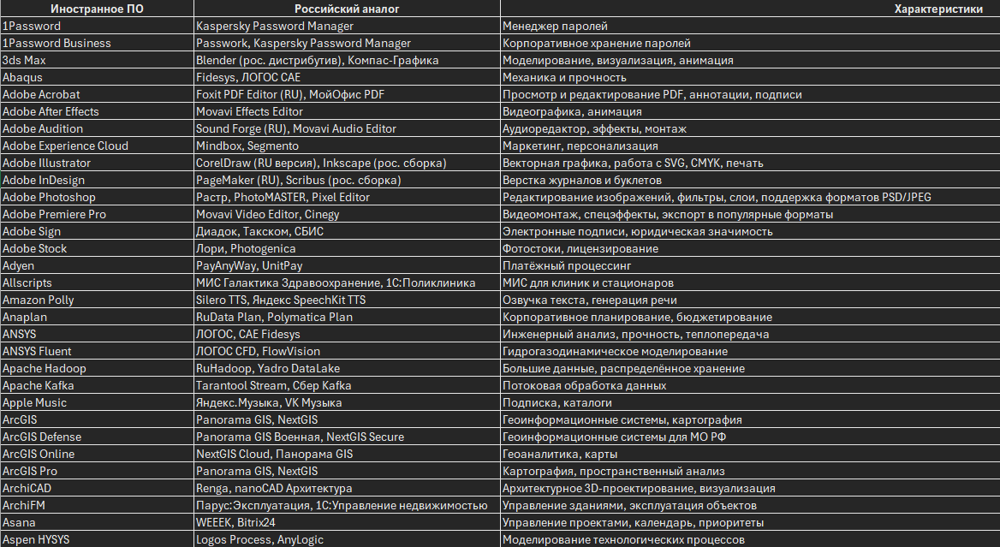 Иностранное ПО Российский аналог Характеристики
1Password Kaspersky Password Manager Менеджер паролей
1Password Business Passwork, Kaspersky Password Manager Корпоративное хранение паролей
3ds Max Blender (рос. дистрибутив), Компас-Графика Моделирование, визуализация, анимация
Abaqus Fidesys, ЛОГОС CAE Механика и прочность
Adobe Acrobat Foxit PDF Editor (RU), МойОфис PDF Просмотр и редактирование PDF, аннотации, подписи
Adobe After Effects Movavi Effects Editor Видеографика, анимация
Adobe Audition Sound Forge (RU), Movavi Audio Editor Аудиоредактор, эффекты, монтаж
Adobe Experience Cloud Mindbox, Segmento Маркетинг, персонализация
Adobe Illustrator CorelDraw (RU версия), Inkscape (рос. сборка) Векторная графика, работа с SVG, CMYK, печать
Adobe InDesign PageMaker (RU), Scribus (рос. сборка) Верстка журналов и буклетов
Adobe Photoshop Растр, PhotoMASTER, Pixel Editor Редактирование изображений, фильтры, слои, поддержка форматов PSD/JPEG
Adobe Premiere Pro Movavi Video Editor, Cinegy Видеомонтаж, спецэффекты, экспорт в популярные форматы
Adobe Sign Диадок, Такском, СБИС Электронные подписи, юридическая значимость
Adobe Stock Лори, Photogenica Фотостоки, лицензирование
Adyen PayAnyWay, UnitPay Платёжный процессинг
Allscripts МИС Галактика Здравоохранение, 1С:Поликлиника МИС для клиник и стационаров
Amazon Polly Silero TTS, Яндекс SpeechKit TTS Озвучка текста, генерация речи
Anaplan RuData Plan, Polymatica Plan Корпоративное планирование, бюджетирование
ANSYS ЛОГОС, CAE Fidesys Инженерный анализ, прочность, теплопередача
ANSYS Fluent ЛОГОС CFD, FlowVision Гидрогазодинамическое моделирование
Apache Hadoop RuHadoop, Yadro DataLake Большие данные, распределённое хранение
Apache Kafka Tarantool Stream, Сбер Kafka Потоковая обработка данных
Apple Music Яндекс.Музыка, VK Музыка Подписка, каталоги
ArcGIS Panorama GIS, NextGIS Геоинформационные системы, картография
ArcGIS Defense Panorama GIS Военная, NextGIS Secure Геоинформационные системы для МО РФ
ArcGIS Online NextGIS Cloud, Панорама GIS Геоаналитика, карты
ArcGIS Pro Panorama GIS, NextGIS Картография, пространственный анализ
ArchiCAD Renga, nanoCAD Архитектура Архитектурное 3D-проектирование, визуализация
ArchiFM Парус:Эксплуатация, 1С:Управление недвижимостью Управление зданиями, эксплуатация объектов
Asana WEEEK, Bitrix24 Управление проектами, календарь, приоритеты
Aspen HYSYS Logos Process, AnyLogic Моделирование технологических процессов